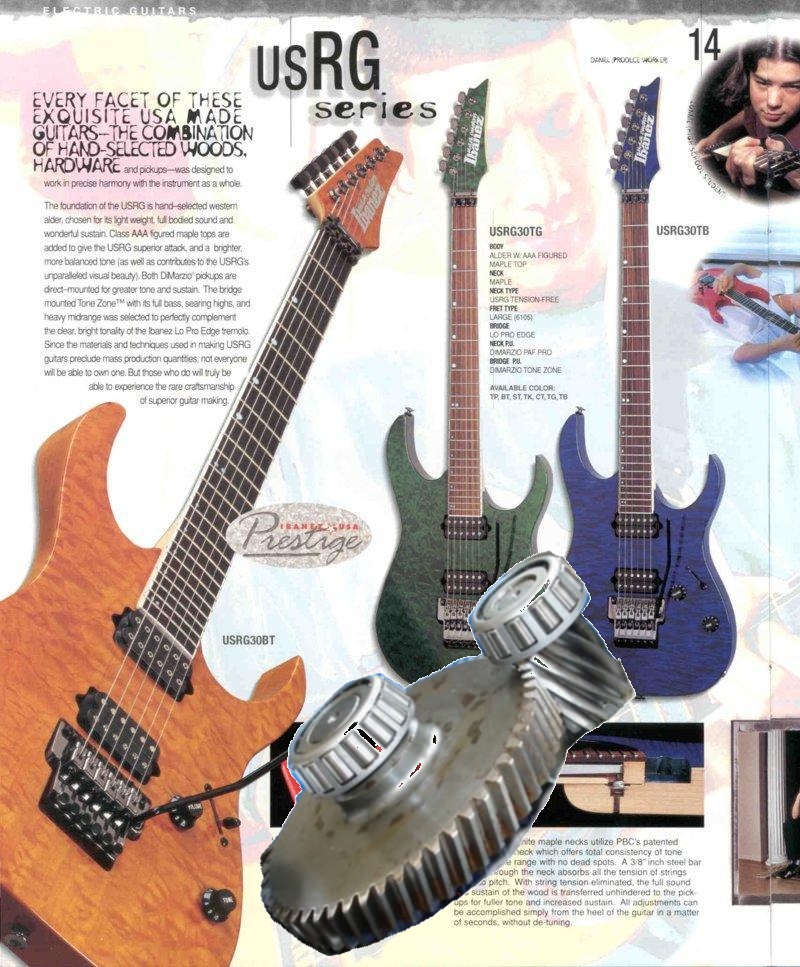 ELECTRIC GUITARS
usRG
series
14
DANIEL (PRODUCE WORKER)
EVERY FACET OF THESE
EXQUISITE USA MADE
GUITARS—THE COMBINATION
OF HAND-SELECTED WOODS,
HARDWARE and pickups—was designed to
work in precise harmony with the instrument as a whole.
The foundation of the USRG is hand-selected western
alder, chosen for its light weight, full bodied sound and
wonderful sustain. Class AAA figured maple tops are
added to give the USRG superior attack, and a brighter,
more balanced tone (as well as contributes to the USRG's
unparalleled visual beauty). Both DiMarzio® pickups are
direct-mounted for greater tone and sustain. The bridge
mounted Tone Zone™ with its full bass, searing highs, and
heavy midrange was selected to perfectly complement
the clear, bright tonality of the Ibanez Lo Pro Edge tremolo.
Since the materials and techniques used in making USRG
guitars preclude mass production quantities, not everyone
will be able to own one. But those who do will truly be
able to experience the rare craftsmanship
of superior guitar making.
Ibanez
Ibanez
Ibanez
USRG30TG
BODY
ALDER W/ AAA FIGURED
MAPLE TOP
NECK
MAPLE
NECK TYPE
USRG TENSION-FREE
FRET TYPE
LARGE (6105)
BRIDGE
LO PRO EDGE
NECK P.U.
DIMARZIO PAF PRO
BRIDGE P.U.
DIMARZIO TONE ZONE
AVAILABLE COLOR:
TP, BT, ST, TK, CT, TG, TB
USRG30TB
IBANEZ USA
Prestige
USRG30BT
VOLUME
TONE
maple necks utilize PBC's patented
which offers total consistency of tone
range with no dead spots. A 3/8" inch steel bar
through the neck absorbs all the tension of strings
pitch. With string tension eliminated, the full sound
sustain of the wood is transferred unhindered to the pick-
ups for fuller tone and increased sustain. All adjustments can
be accomplished simply from the heel of the guitar in a matter
of seconds, without de-tuning.